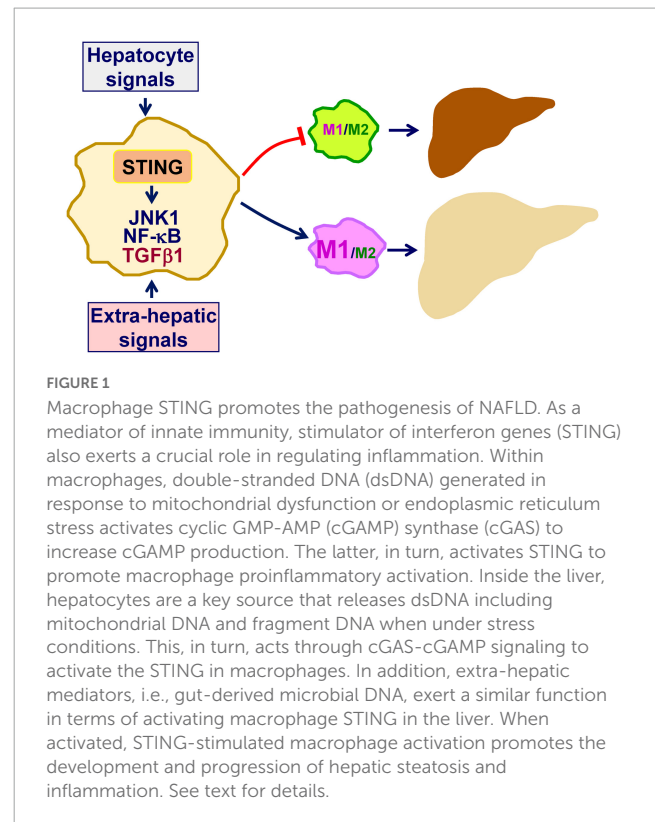 Hepatocyte
signals
STING
JNK1
NF-κB
TGFβ1
Extra-hepatic
signals
M1/M2
M1/M2
FIGURE 1
Macrophage STING promotes the pathogenesis of NAFLD. As a
mediator of innate immunity, stimulator of interferon genes (STING)
also exerts a crucial role in regulating inflammation. Within
macrophages, double-stranded DNA (dsDNA) generated in
response to mitochondrial dysfunction or endoplasmic reticulum
stress activates cyclic GMP-AMP (cGAMP) synthase (cGAS) to
increase cGAMP production. The latter, in turn, activates STING to
promote macrophage proinflammatory activation. Inside the liver,
hepatocytes are a key source that releases dsDNA including
mitochondrial DNA and fragment DNA when under stress
conditions. This, in turn, acts through cGAS-cGAMP signaling to
activate the STING in macrophages. In addition, extra-hepatic
mediators, i.e., gut-derived microbial DNA, exert a similar function
in terms of activating macrophage STING in the liver. When
activated, STING-stimulated macrophage activation promotes the
development and progression of hepatic steatosis and
inflammation. See text for details.